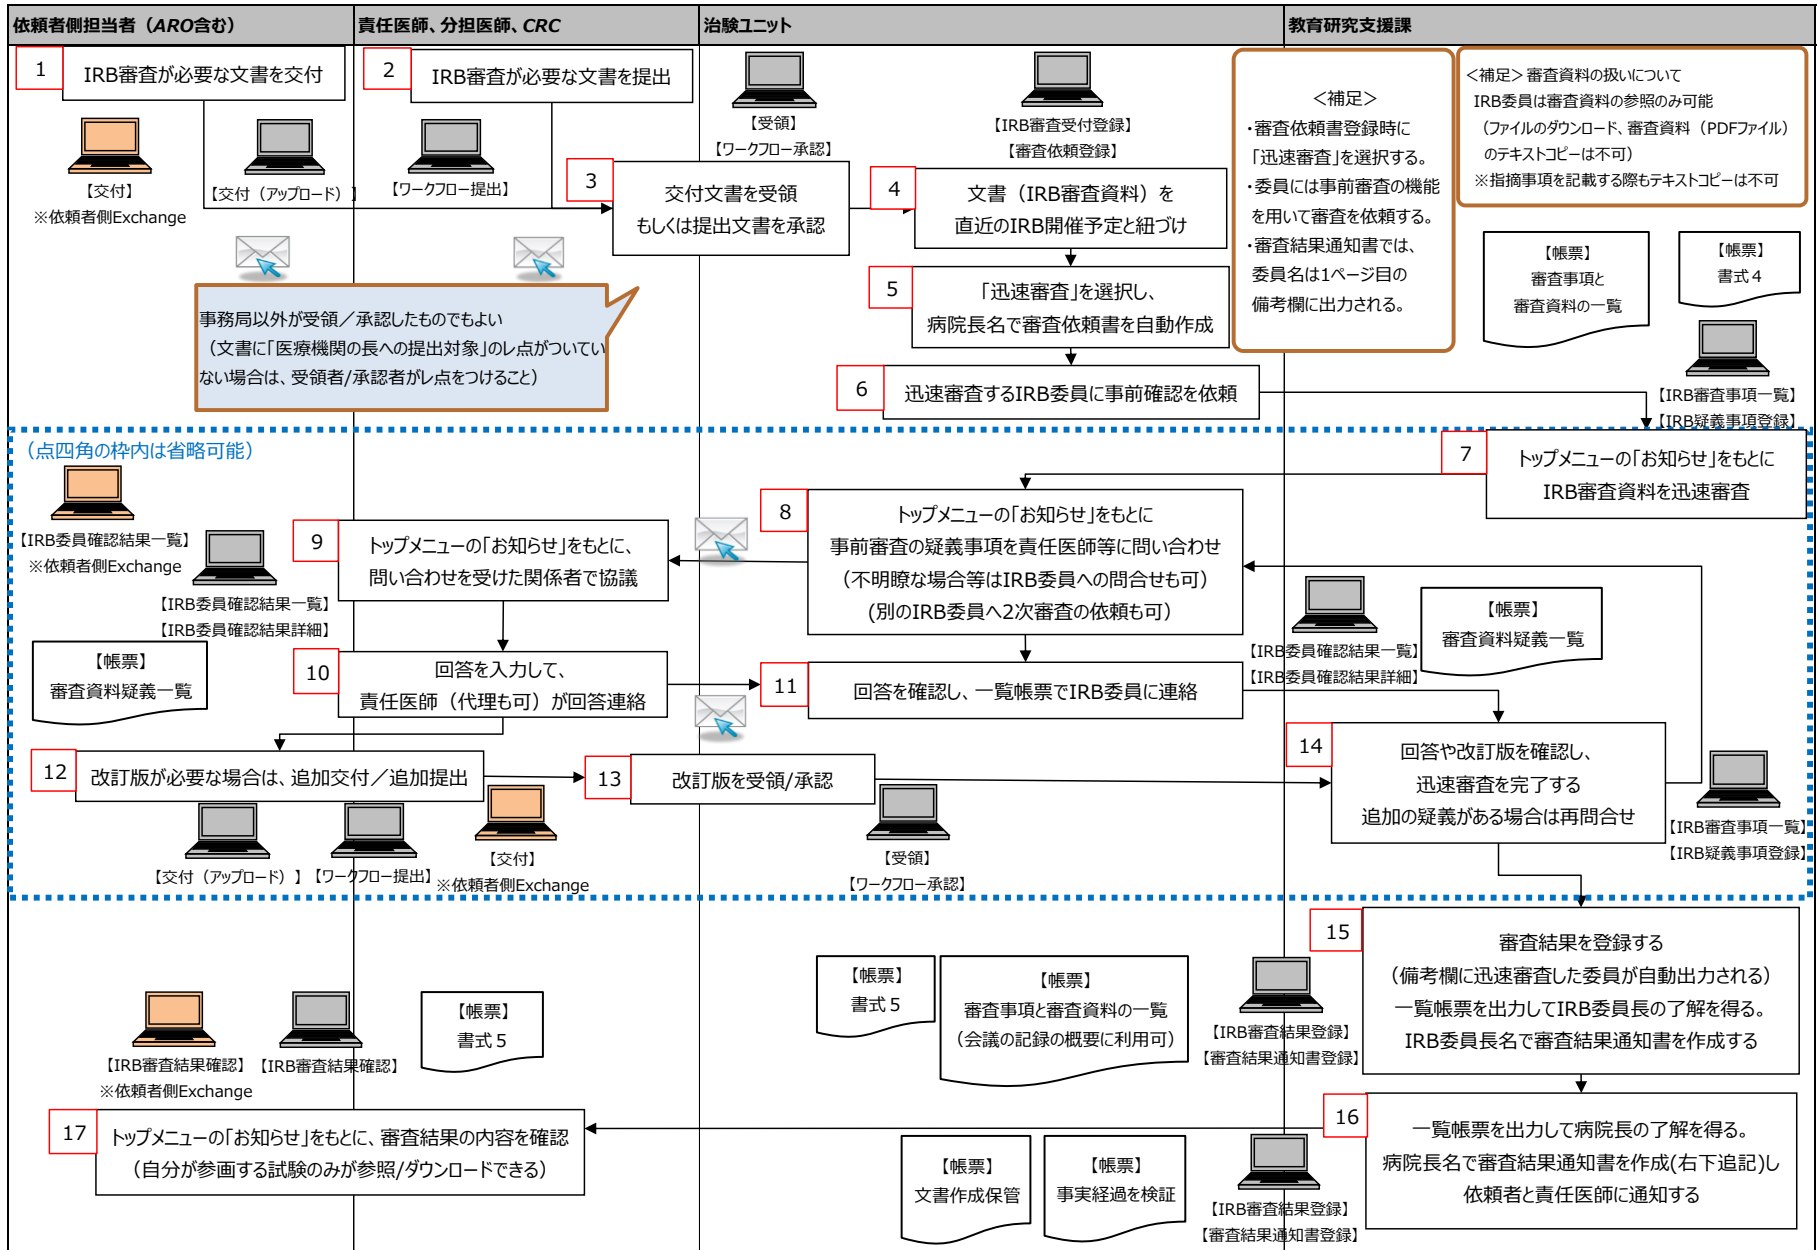 依頼者側担当者（ARO含む）
責任医師、分担医師、CRC
治験ユニット
教育研究支援課
1
IRB審査が必要な文書を交付
【交付】
※依頼者側Exchange
【交付（アップロード）】
2
IRB審査が必要な文書を提出
【ワークフロー提出】
【受領】
【ワークフロー承認】
3
交付文書を受領
もしくは提出文書を承認
【IRB審査受付登録】
【審査依頼登録】
4
文書（IRB審査資料）を
直近のIRB開催予定と紐づけ
5
「迅速審査」を選択し、
病院長名で審査依頼書を自動作成
6
迅速審査するIRB委員に事前確認を依頼
＜補足＞
・審査依頼書登録時に
「迅速審査」を選択する。
・委員には事前審査の機能
を用いて審査を依頼する。
・審査結果通知書では、
委員名は1ページ目の
備考欄に出力される。
＜補足＞審査資料の扱いについて
IRB委員は審査資料の参照のみ可能
（ファイルのダウンロード、審査資料（PDFファイル）
のテキストコピーは不可）
※指摘事項を記載する際もテキストコピーは不可
【帳票】
審査事項と
審査資料の一覧
【帳票】
書式４
【IRB審査事項一覧】
【IRB疑義事項登録】
事務局以外が受領／承認したものでもよい
（文書に「医療機関の長への提出対象」のレ点がついてい
ない場合は、受領者/承認者がレ点をつけること）
（点四角の枠内は省略可能）
7
トップメニューの「お知らせ」をもとに
IRB審査資料を迅速審査
8
トップメニューの「お知らせ」をもとに
事前審査の疑義事項を責任医師等に問い合わせ
（不明瞭な場合等はIRB委員への問合せも可）
(別のIRB委員へ2次審査の依頼も可）
9
トップメニューの「お知らせ」をもとに、
問い合わせを受けた関係者で協議
【IRB委員確認結果一覧】
※依頼者側Exchange
【IRB委員確認結果一覧】
【IRB委員確認結果詳細】
【帳票】
審査資料疑義一覧
10
回答を入力して、
責任医師（代理も可）が回答連絡
11
回答を確認し、一覧帳票でIRB委員に連絡
【IRB委員確認結果一覧】
【IRB委員確認結果詳細】
【帳票】
審査資料疑義一覧
12
改訂版が必要な場合は、追加交付／追加提出
【交付（アップロード）】
【ワークフロー提出】
【交付】
※依頼者側Exchange
13
改訂版を受領/承認
【受領】
【ワークフロー承認】
14
回答や改訂版を確認し、
迅速審査を完了する
追加の疑義がある場合は再問合せ
【IRB審査事項一覧】
【IRB疑義事項登録】
15
審査結果を登録する
（備考欄に迅速審査した委員が自動出力される）
一覧帳票を出力してIRB委員長の了解を得る。
IRB委員長名で審査結果通知書を作成する
【帳票】
書式５
【帳票】
審査事項と審査資料の一覧
（会議の記録の概要に利用可）
【IRB審査結果登録】
【審査結果通知書登録】
16
一覧帳票を出力して病院長の了解を得る。
病院長名で審査結果通知書を作成(右下追記)し
依頼者と責任医師に通知する
【帳票】
文書作成保管
【帳票】
事実経過を検証
【IRB審査結果登録】
【審査結果通知書登録】
【IRB審査結果確認】
※依頼者側Exchange
【IRB審査結果確認】
【帳票】
書式５
17
トップメニューの「お知らせ」をもとに、審査結果の内容を確認
（自分が参画する試験のみが参照/ダウンロードできる）